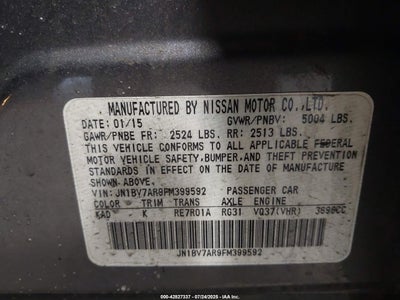 MANUFACTURED BY NISSAN MOTOR CO., LTD.
DATE: 01/15 GVWR/PNBV: 5004 LBS.
GAWR/PNBE FR: 2524 LBS. RR: 2513 LBS.
THIS VEHICLE CONFORMS TO ALL APPLICABLE FEDERAL
MOTOR VEHICLE SAFETY, BUMPER, AND THEFT PREVENTION
STANDARDS IN EFFECT ON THE DATE OF MANUFACTURE
SHOWN ABOVE.
VIN: JN1BV7AR9FM399592 PASSENGER CAR
COLOR TRIM TRANS AXLE ENGINE
KAD K RE7R01A RG31 VQ37(VHR) 3696CC
JN1BV7AR9FM399592
000-42827337 - 07/24/2025 - © IAA, LLC